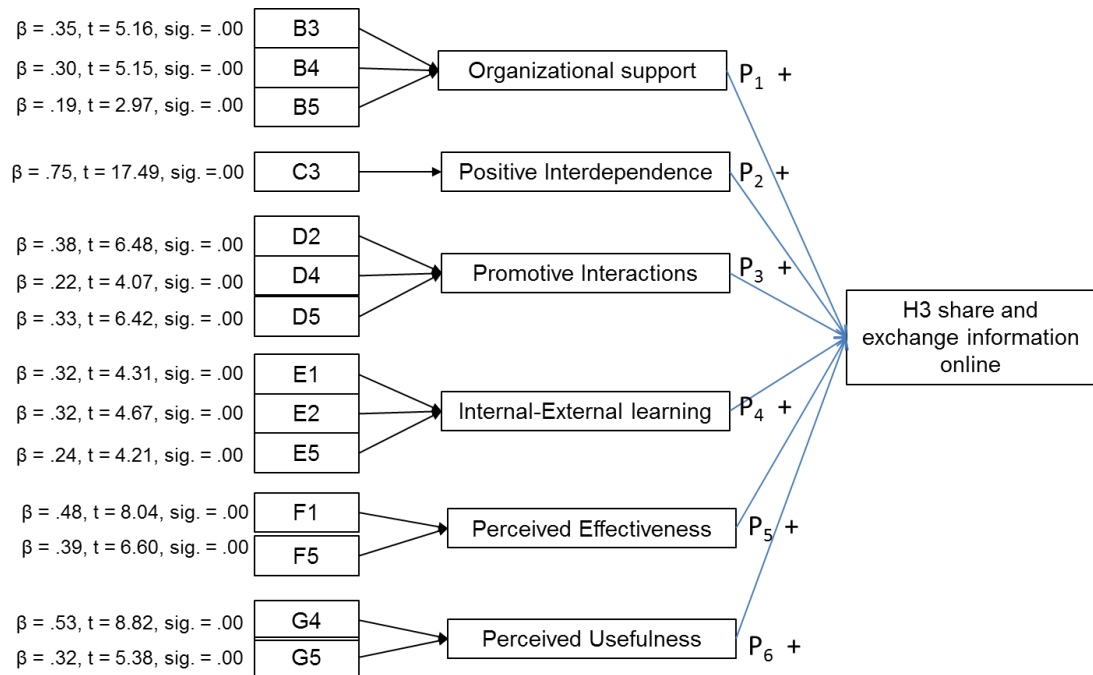 β = .35, t = 5.16, sig. = .00 B3
β = .30, t = 5.15, sig. = .00 B4
β = .19, t = 2.97, sig. = .00 B5
Organizational support
P1 +
β = .75, t = 17.49, sig. =.00 C3
Positive Interdependence
P2 +
β = .38, t = 6.48, sig. = .00 D2
β = .22, t = 4.07, sig. = .00 D4
β = .33, t = 6.42, sig. = .00 D5
Promotive Interactions
P3 +
H3 share and
exchange information
online
β = .32, t = 4.31, sig. = .00 E1
β = .32, t = 4.67, sig. = .00 E2
β = .24, t = 4.21, sig. = .00 E5
Internal-External learning
P4 +
β = .48, t = 8.04, sig. = .00 F1
β = .39, t = 6.60, sig. = .00 F5
Perceived Effectiveness
P5 +
β = .53, t = 8.82, sig. = .00 G4
β = .32, t = 5.38, sig. = .00 G5
Perceived Usefulness
P6 +